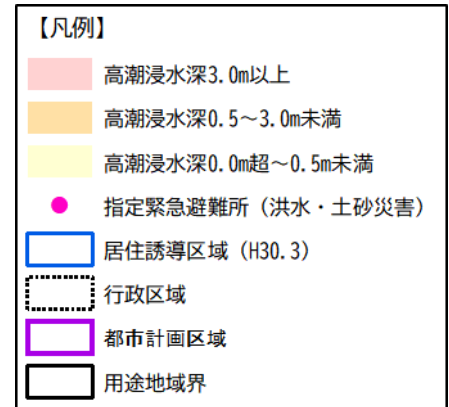 【凡例】
高潮浸水深3.0m以上
高潮浸水深0.5～3.0m未満
高潮浸水深0.0m超～0.5m未満
指定緊急避難所（洪水・土砂災害）
居住誘導区域（H30.3）
行政区域
都市計画区域
用途地域界